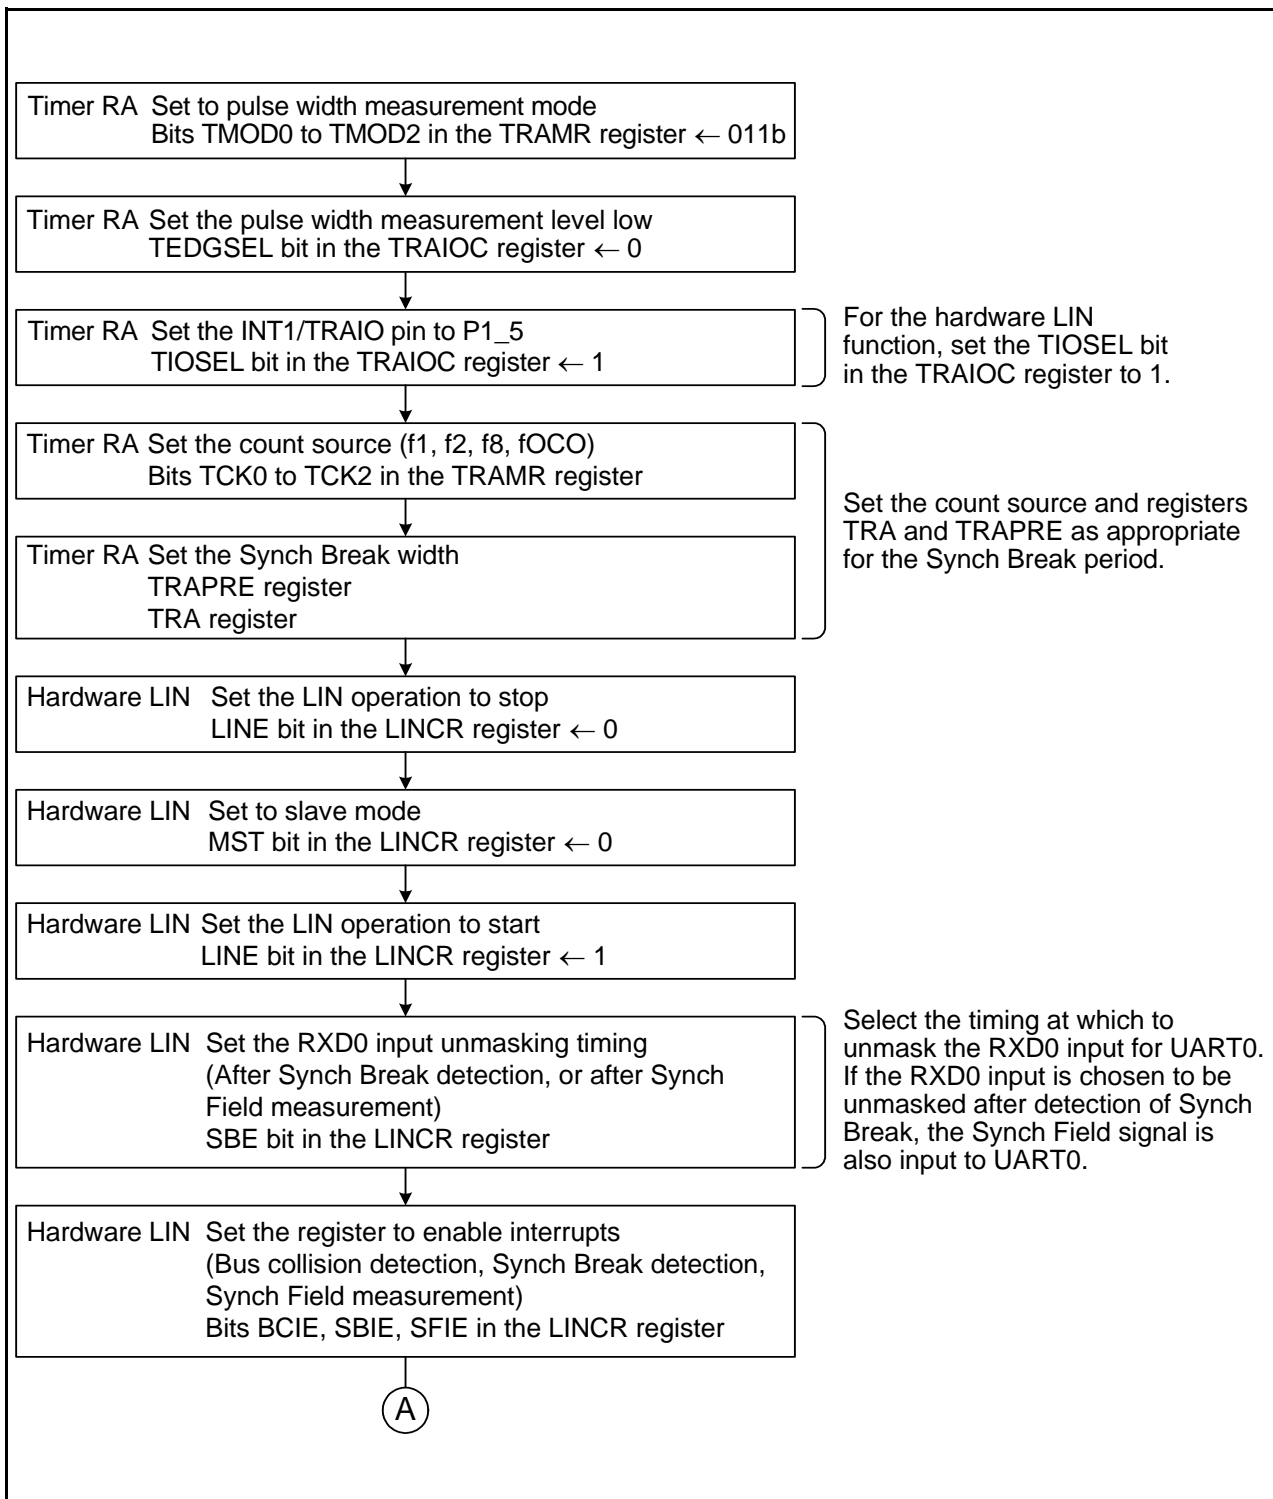 Timer RA Set to pulse width measurement mode
Bits TMOD0 to TMOD2 in the TRAMR register ← 011b
Timer RA Set the pulse width measurement level low
TEDGSEL bit in the TRAIOC register ← 0
Timer RA Set the INT1/TRAIO pin to P1_5
TIOSEL bit in the TRAIOC register ← 1
For the hardware LIN
function, set the TIOSEL bit
in the TRAIOC register to 1.
Timer RA Set the count source (f1, f2, f8, fOCO)
Bits TCK0 to TCK2 in the TRAMR register
Timer RA Set the Synch Break width
TRAPRE register
TRA register
Set the count source and registers
TRA and TRAPRE as appropriate
for the Synch Break period.
Hardware LIN Set the LIN operation to stop
LINE bit in the LINCR register ← 0
Hardware LIN Set to slave mode
MST bit in the LINCR register ← 0
Hardware LIN Set the LIN operation to start
LINE bit in the LINCR register ← 1
Hardware LIN Set the RXD0 input unmasking timing
(After Synch Break detection, or after Synch
Field measurement)
SBE bit in the LINCR register
Select the timing at which to
unmask the RXD0 input for UART0.
If the RXD0 input is chosen to be
unmasked after detection of Synch
Break, the Synch Field signal is
also input to UART0.
Hardware LIN Set the register to enable interrupts
(Bus collision detection, Synch Break detection,
Synch Field measurement)
Bits BCIE, SBIE, SFIE in the LINCR register
A